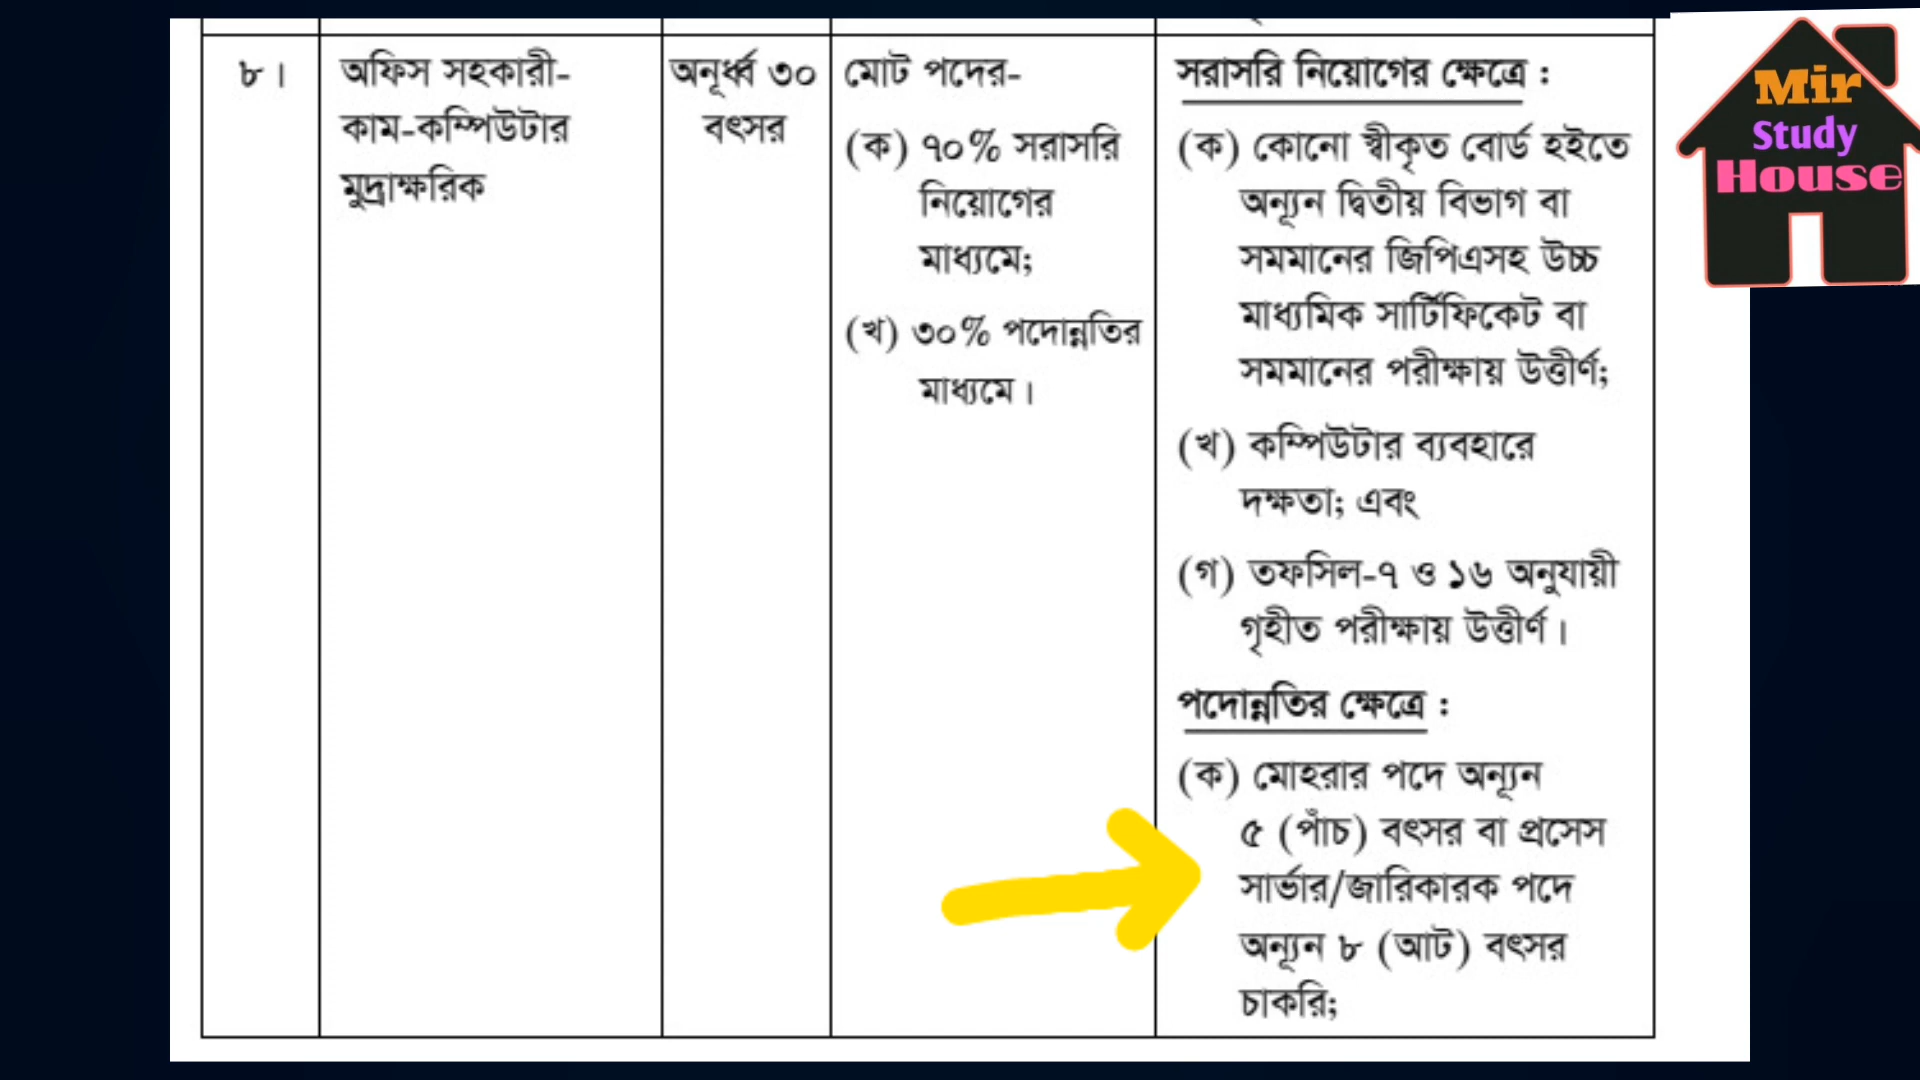 ৮।
অফিস সহকারী-
কাম-কম্পিউটার
মুদ্রাক্ষরিক
অনূর্ধ্ব ৩০
বৎসর
মোট পদের-
(ক) ৭০% সরাসরি
নিয়োগের
মাধ্যমে;
(খ) ৩০% পদোন্নতির
মাধ্যমে।
সরাসরি নিয়োগের ক্ষেত্রে :
(ক) কোনো স্বীকৃত বোর্ড হইতে
অন্যূন দ্বিতীয় বিভাগ বা
সমমানের জিপিএসহ উচ্চ
মাধ্যমিক সার্টিফিকেট বা
সমমানের পরীক্ষায় উত্তীর্ণ;
(খ) কম্পিউটার ব্যবহারে
দক্ষতা; এবং
(গ) তফসিল-৭ ও ১৬ অনুযায়ী
গৃহীত পরীক্ষায় উত্তীর্ণ।
পদোন্নতির ক্ষেত্রে :
(ক) মোহরার পদে অন্যূন
৫ (পাঁচ) বৎসর বা প্রসেস
সার্ভার/জারিকারক পদে
অন্যূন ৮ (আট) বৎসর
চাকরি;
Mir
Study
House